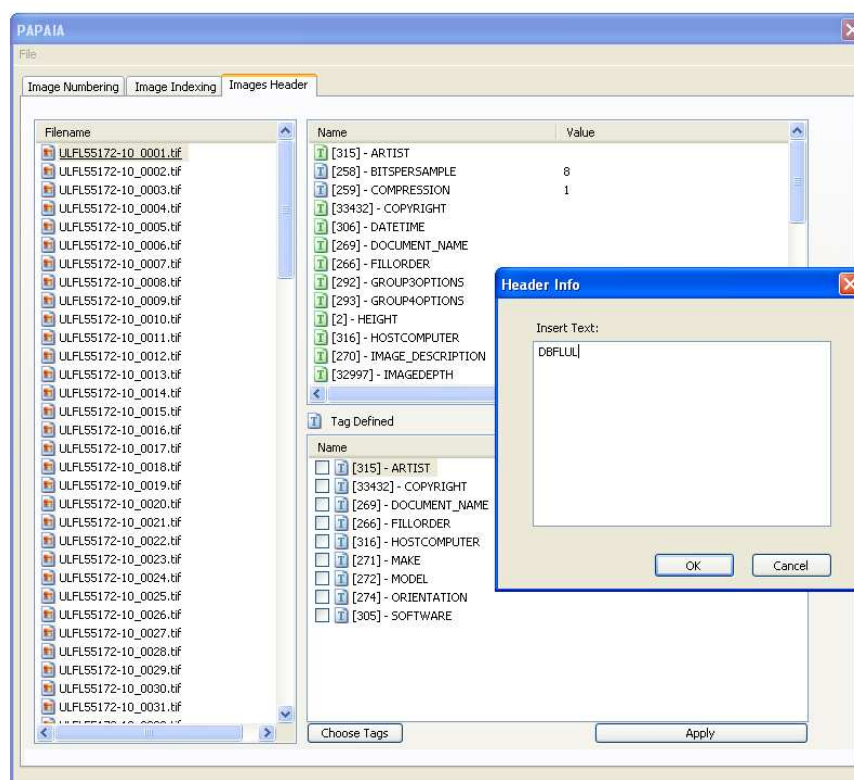 PAPAIA
File
Image Numbering Image Indexing Images Header
Filename
ULFL55172-10_0001.tif
ULFL55172-10_0002.tif
ULFL55172-10_0003.tif
ULFL55172-10_0004.tif
ULFL55172-10_0005.tif
ULFL55172-10_0006.tif
ULFL55172-10_0007.tif
ULFL55172-10_0008.tif
ULFL55172-10_0009.tif
ULFL55172-10_0010.tif
ULFL55172-10_0011.tif
ULFL55172-10_0012.tif
ULFL55172-10_0013.tif
ULFL55172-10_0014.tif
ULFL55172-10_0015.tif
ULFL55172-10_0016.tif
ULFL55172-10_0017.tif
ULFL55172-10_0018.tif
ULFL55172-10_0019.tif
ULFL55172-10_0020.tif
ULFL55172-10_0021.tif
ULFL55172-10_0022.tif
ULFL55172-10_0023.tif
ULFL55172-10_0024.tif
ULFL55172-10_0025.tif
ULFL55172-10_0026.tif
ULFL55172-10_0027.tif
ULFL55172-10_0028.tif
ULFL55172-10_0029.tif
ULFL55172-10_0030.tif
ULFL55172-10_0031.tif
Name Value
[315] - ARTIST
[258] - BITSPERSAMPLE 8
[259] - COMPRESSION 1
[33432] - COPYRIGHT
[306] - DATETIME
[269] - DOCUMENT_NAME
[266] - FILLORDER
[292] - GROUP3OPTIONS
[293] - GROUP4OPTIONS
[2] - HEIGHT
[316] - HOSTCOMPUTER
[270] - IMAGE_DESCRIPTION
[32997] - IMAGEDEPTH
Tag Defined
Name
[315] - ARTIST
[33432] - COPYRIGHT
[269] - DOCUMENT_NAME
[266] - FILLORDER
[316] - HOSTCOMPUTER
[271] - MAKE
[272] - MODEL
[274] - ORIENTATION
[305] - SOFTWARE
Choose Tags Apply
Header Info
Insert Text:
DBFLUL
OK Cancel